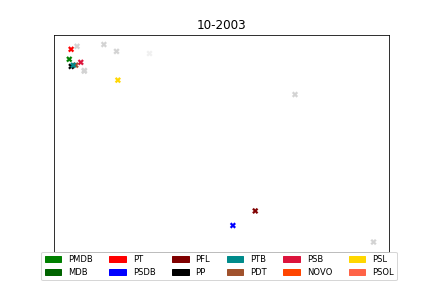 10-2003
PMDB PT PFL PTB PSB PSL
MDB PSDB PP PDT NOVO PSOL